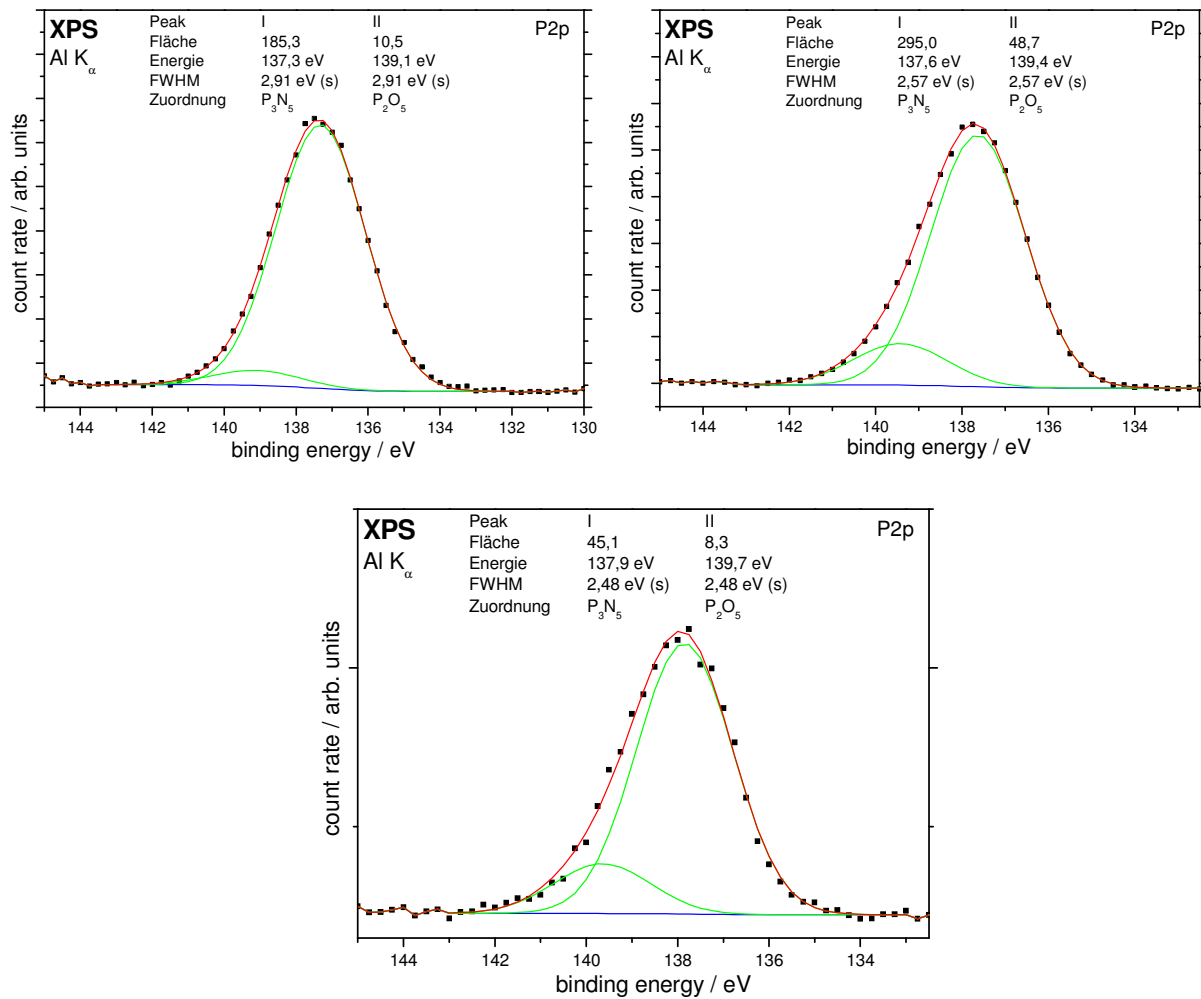 XPS
Al Kα
Peak I II
Fläche 185,3 10,5
Energie 137,3 eV 139,1 eV
FWHM 2,91 eV (s) 2,91 eV (s)
Zuordnung P3N5 P2O5
P2p
count rate / arb. units
144 142 140 138 136 134 132 130
binding energy / eV
XPS
Al Kα
Peak I II
Fläche 295,0 48,7
Energie 137,6 eV 139,4 eV
FWHM 2,57 eV (s) 2,57 eV (s)
Zuordnung P3N5 P2O5
P2p
count rate / arb. units
144 142 140 138 136 134
binding energy / eV
XPS
Al Kα
Peak I II
Fläche 45,1 8,3
Energie 137,9 eV 139,7 eV
FWHM 2,48 eV (s) 2,48 eV (s)
Zuordnung P3N5 P2O5
P2p
count rate / arb. units
144 142 140 138 136 134
binding energy / eV